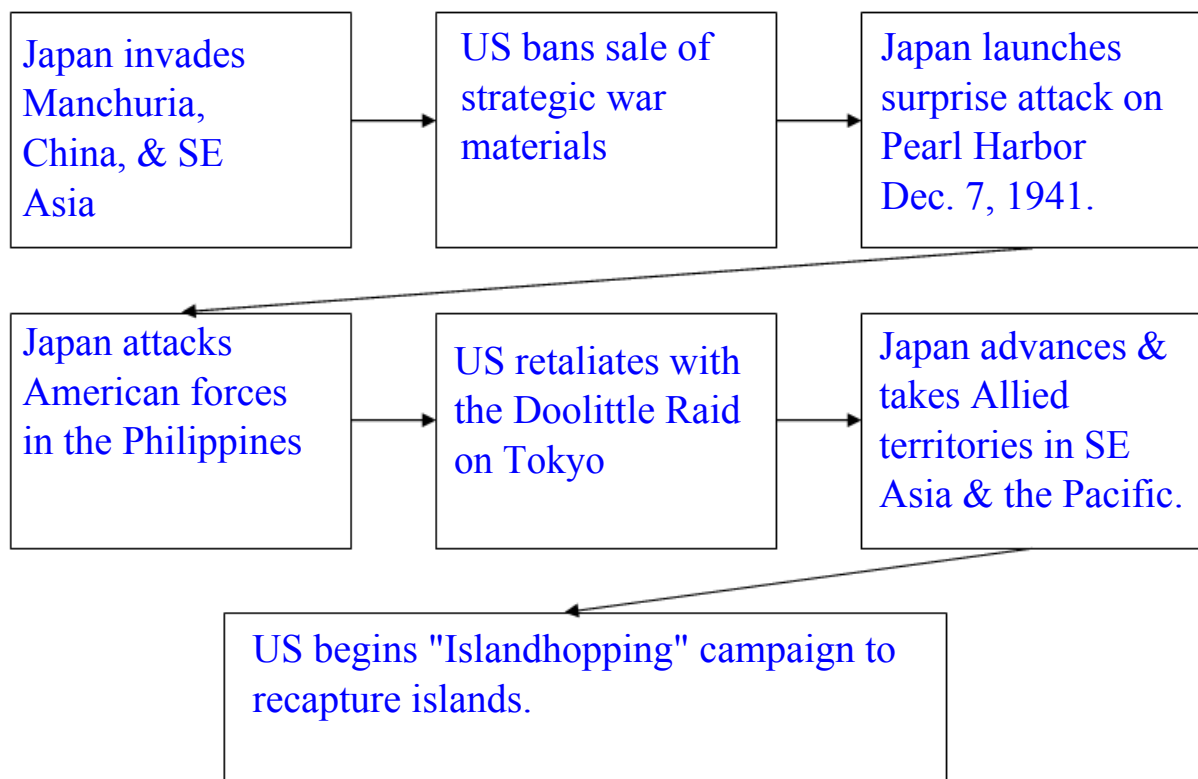 Japan invades
Manchuria,
China, & SE
Asia
US bans sale of
strategic war
materials
Japan launches
surprise attack on
Pearl Harbor
Dec. 7, 1941.
Japan attacks
American forces
in the Philippines
US retaliates with
the Doolittle Raid
on Tokyo
Japan advances &
takes Allied
territories in SE
Asia & the Pacific.
US begins "Islandhopping" campaign to
recapture islands.